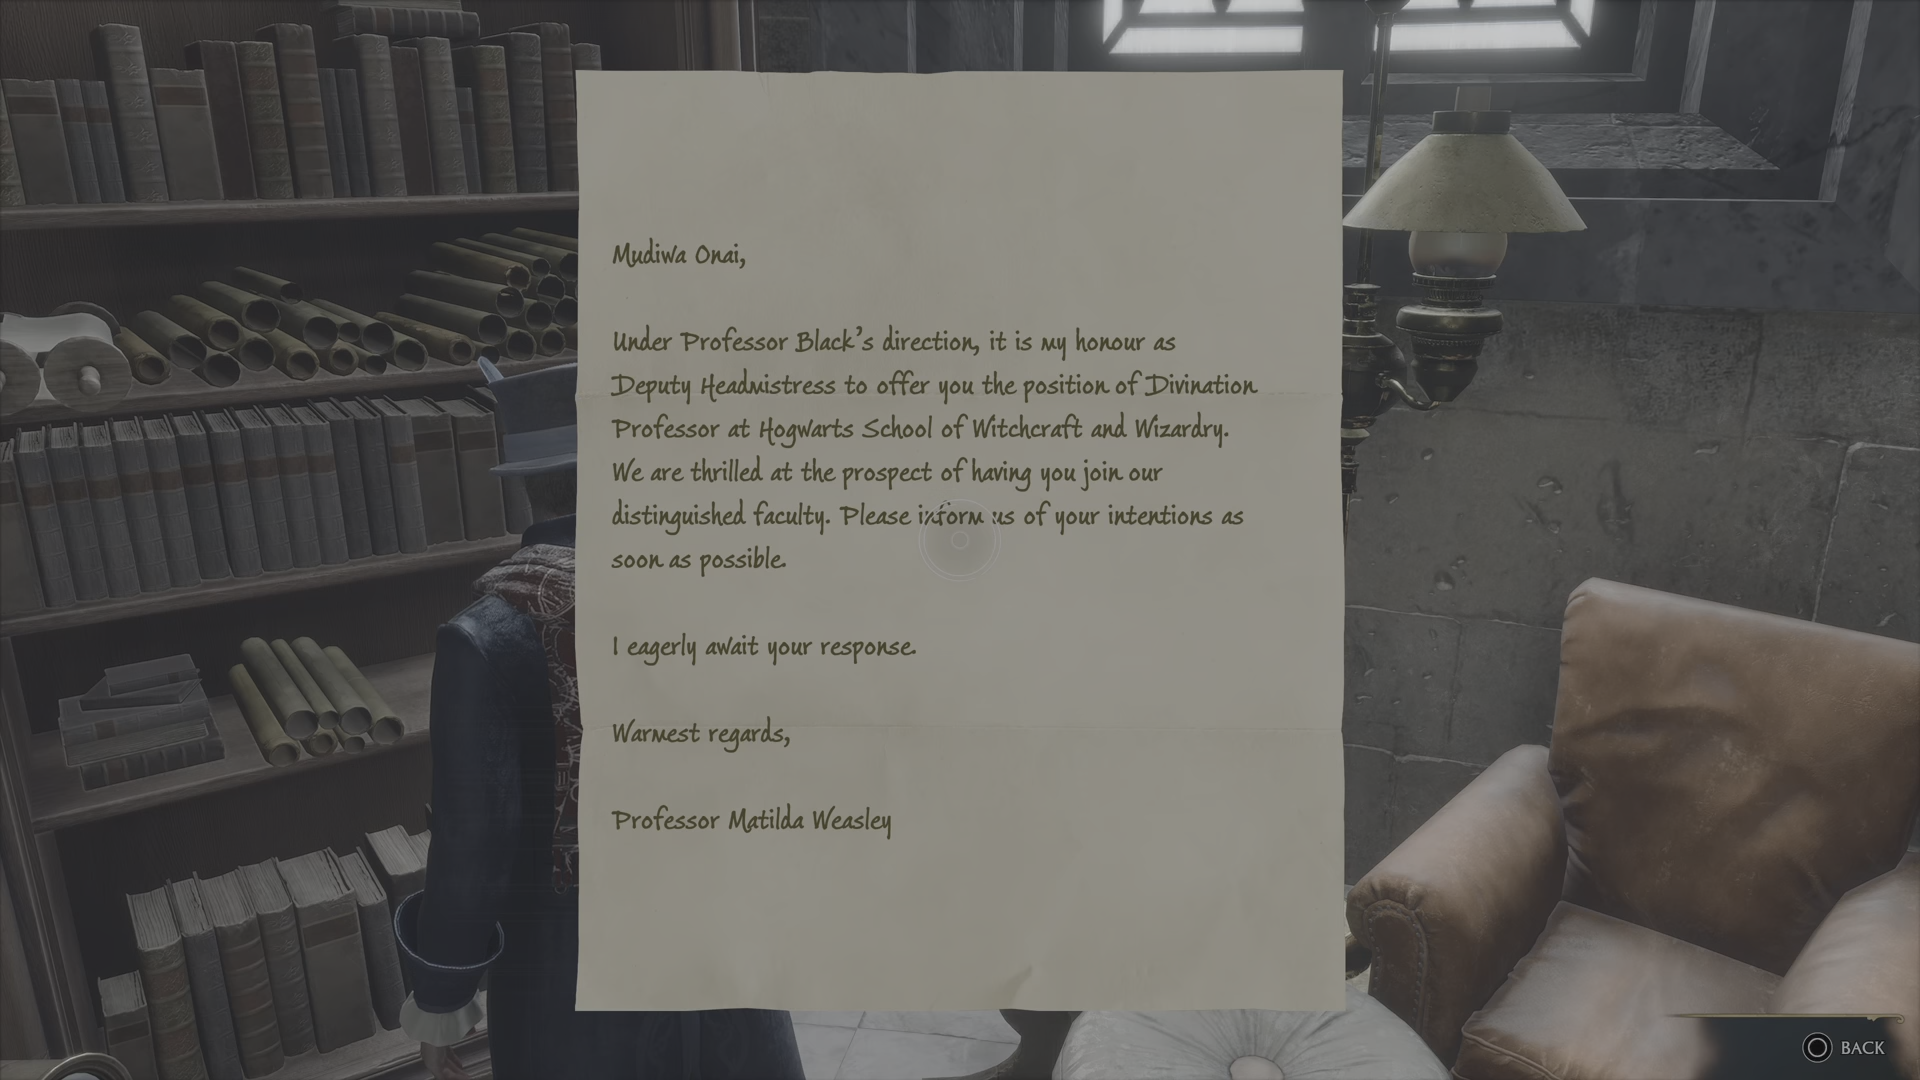 Mudiwa Onai,
Under Professor Black's direction, it is my honour as
Deputy Headmistress to offer you the position of Divination
Professor at Hogwarts School of Witchcraft and Wizardry.
We are thrilled at the prospect of having you join our
distinguished faculty. Please inform us of your intentions as
soon as possible.
I eagerly await your response.
Warmest regards,
Professor Matilda Weasley
BACK